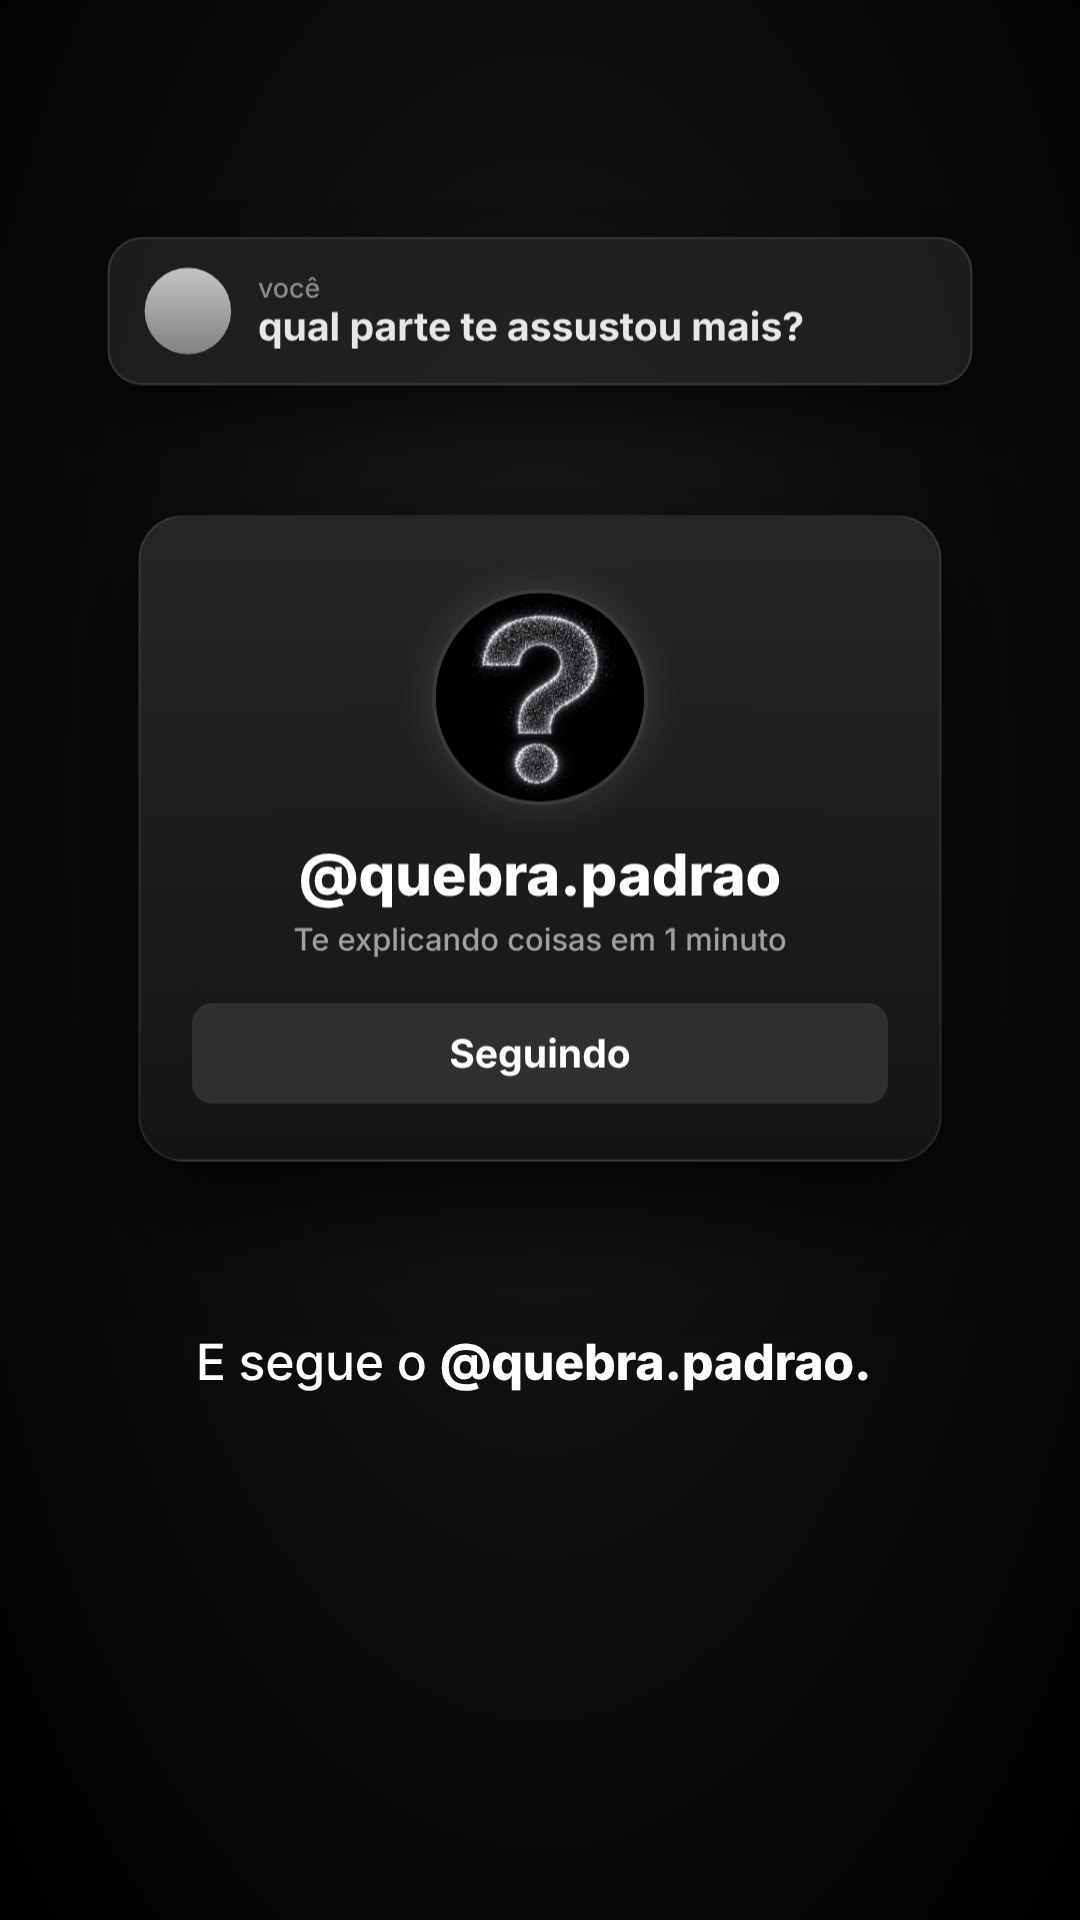 você
qual parte te assustou mais?
@quebra.padrao
Te explicando coisas em 1 minuto
Seguindo
E segue o @quebra.padrao.